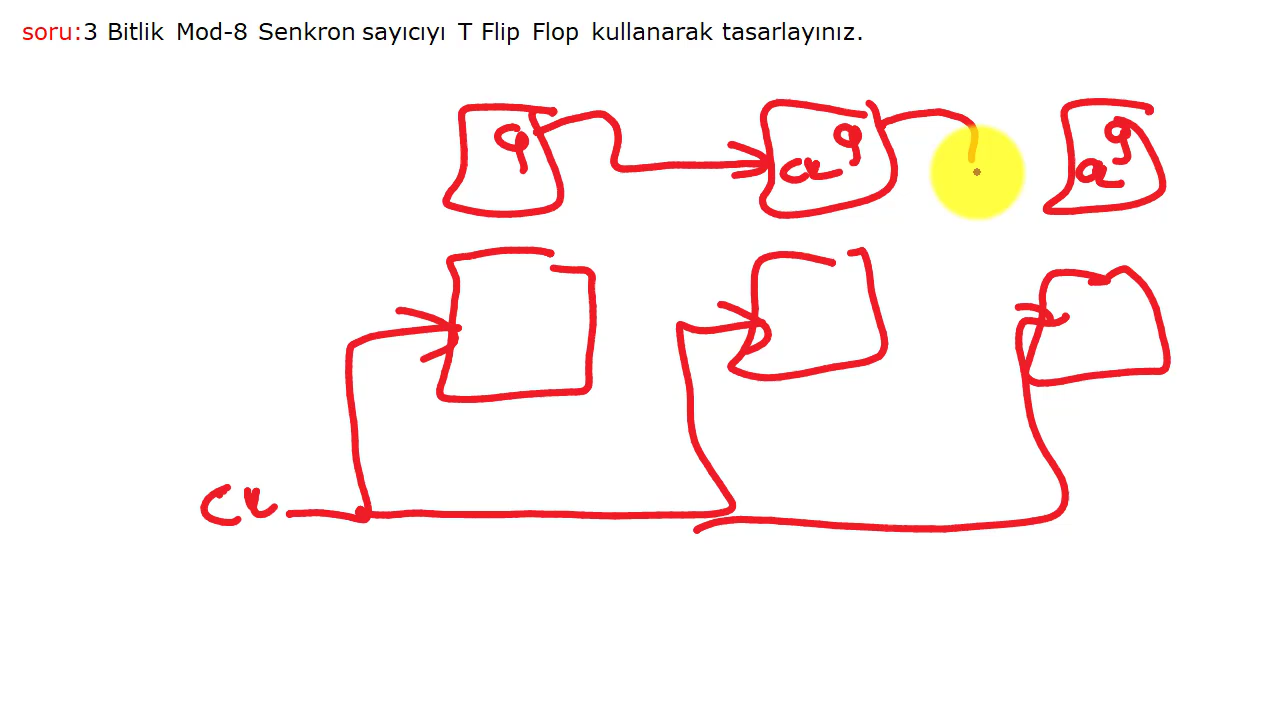 soru:3 Bitlik Mod-8 Senkron sayıcıyı T Flip Flop kullanarak tasarlayınız.
q
q
q